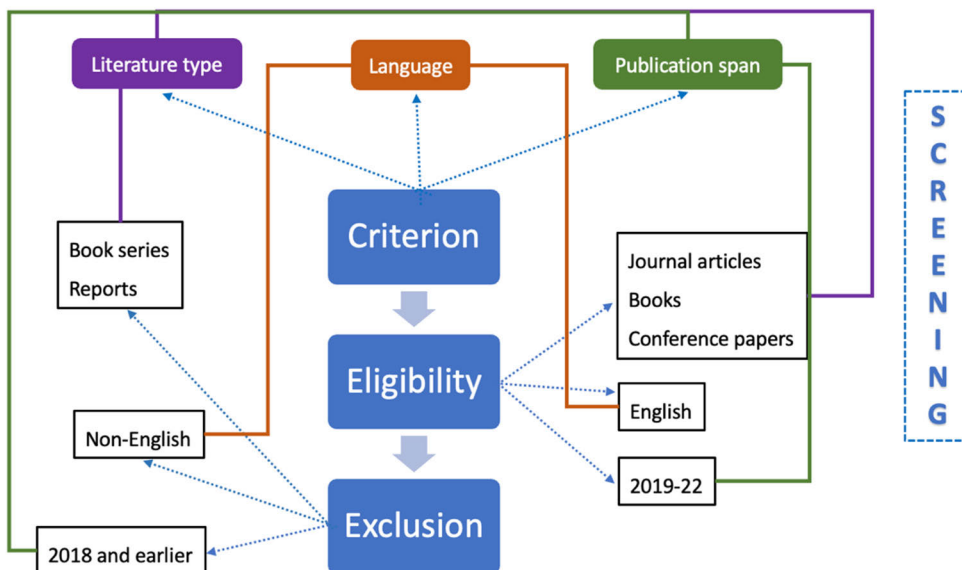 Literature type
Language
Publication span
Criterion
Book series
Reports
Journal articles
Books
Conference papers
Eligibility
English
Non-English
2019-22
Exclusion
2018 and earlier
SCREENING